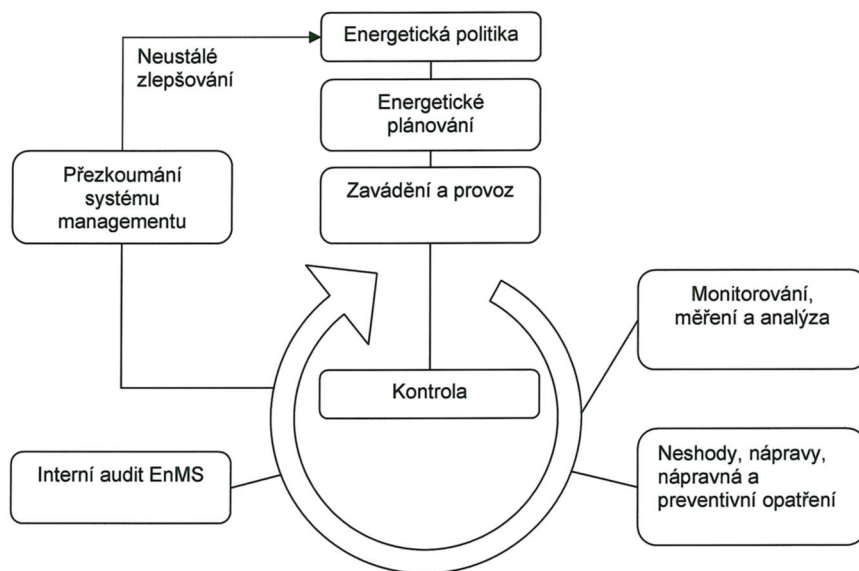 Energetická politika
Neustálé
zlepšování
Energetické
plánování
Přezkoumání
systému
managementu
Zavádění a provoz
Monitorování,
měření a analýza
Kontrola
Interní audit EnMS
Neshody, nápravy,
nápravná a
preventivní opatření